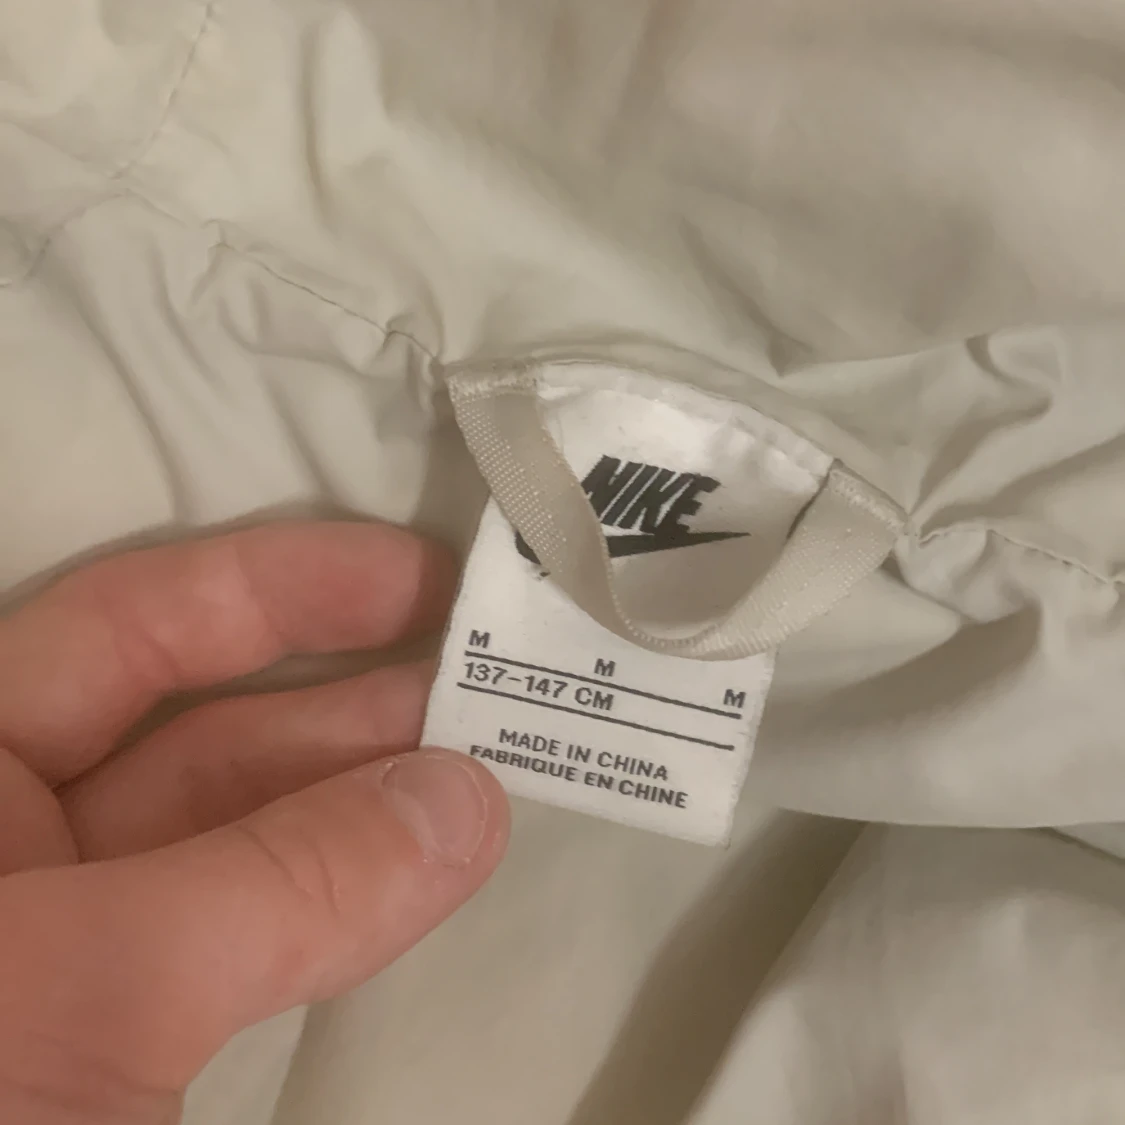 NIKE
M M M
137-147 CM
MADE IN CHINA
FABRIQUE EN CHINE